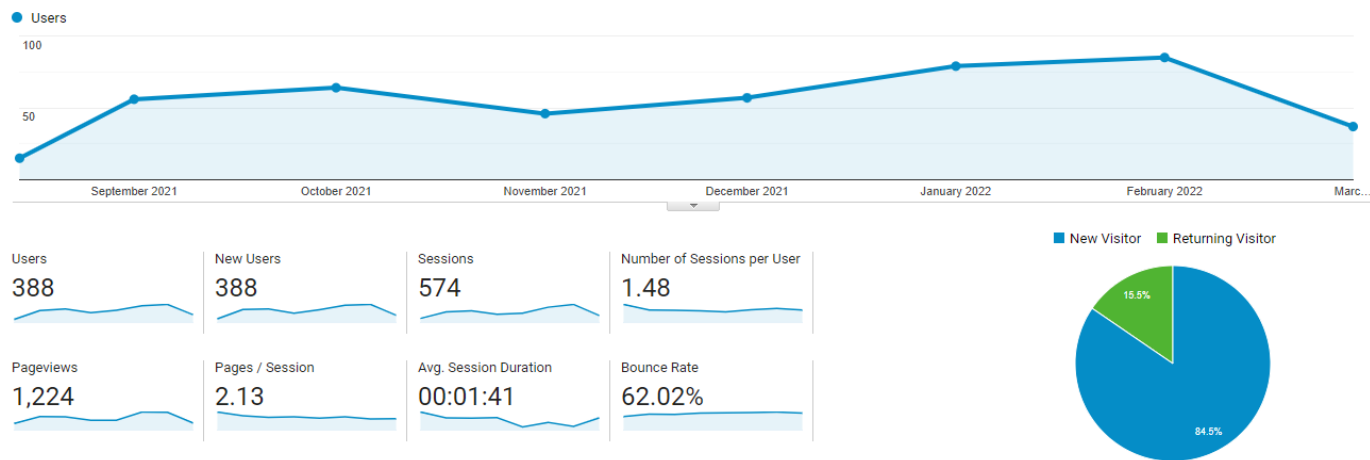 Users
100
50
September 2021 October 2021 November 2021 December 2021 January 2022 February 2022 Marc...
New Visitor Returning Visitor
Users New Users Sessions Number of Sessions per User
388 388 574 1.48
15.5%
Pageviews Pages / Session Avg. Session Duration Bounce Rate
1,224 2.13 00:01:41 62.02%
84.5%